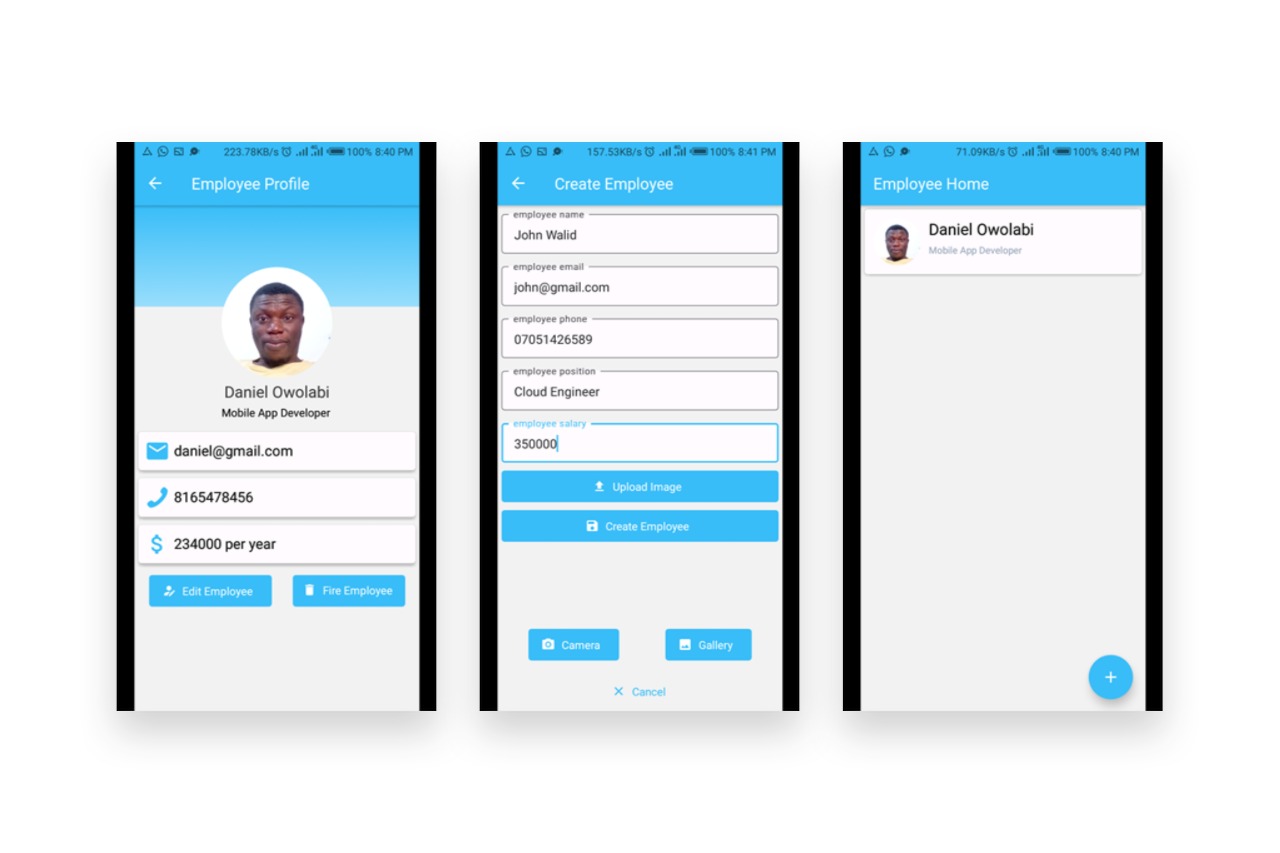 223.78KB/s 100% 8:40 PM
Employee Profile
Daniel Owolabi
Mobile App Developer
daniel@gmail.com
8165478456
234000 per year
Edit Employee
Fire Employee
157.53KB/s 100% 8:41 PM
Create Employee
employee name
John Walid
employee email
john@gmail.com
employee phone
07051426589
employee position
Cloud Engineer
employee salary
350000
Upload Image
Create Employee
Camera
Gallery
Cancel
71.09KB/s 100% 8:40 PM
Employee Home
Daniel Owolabi
Mobile App Developer